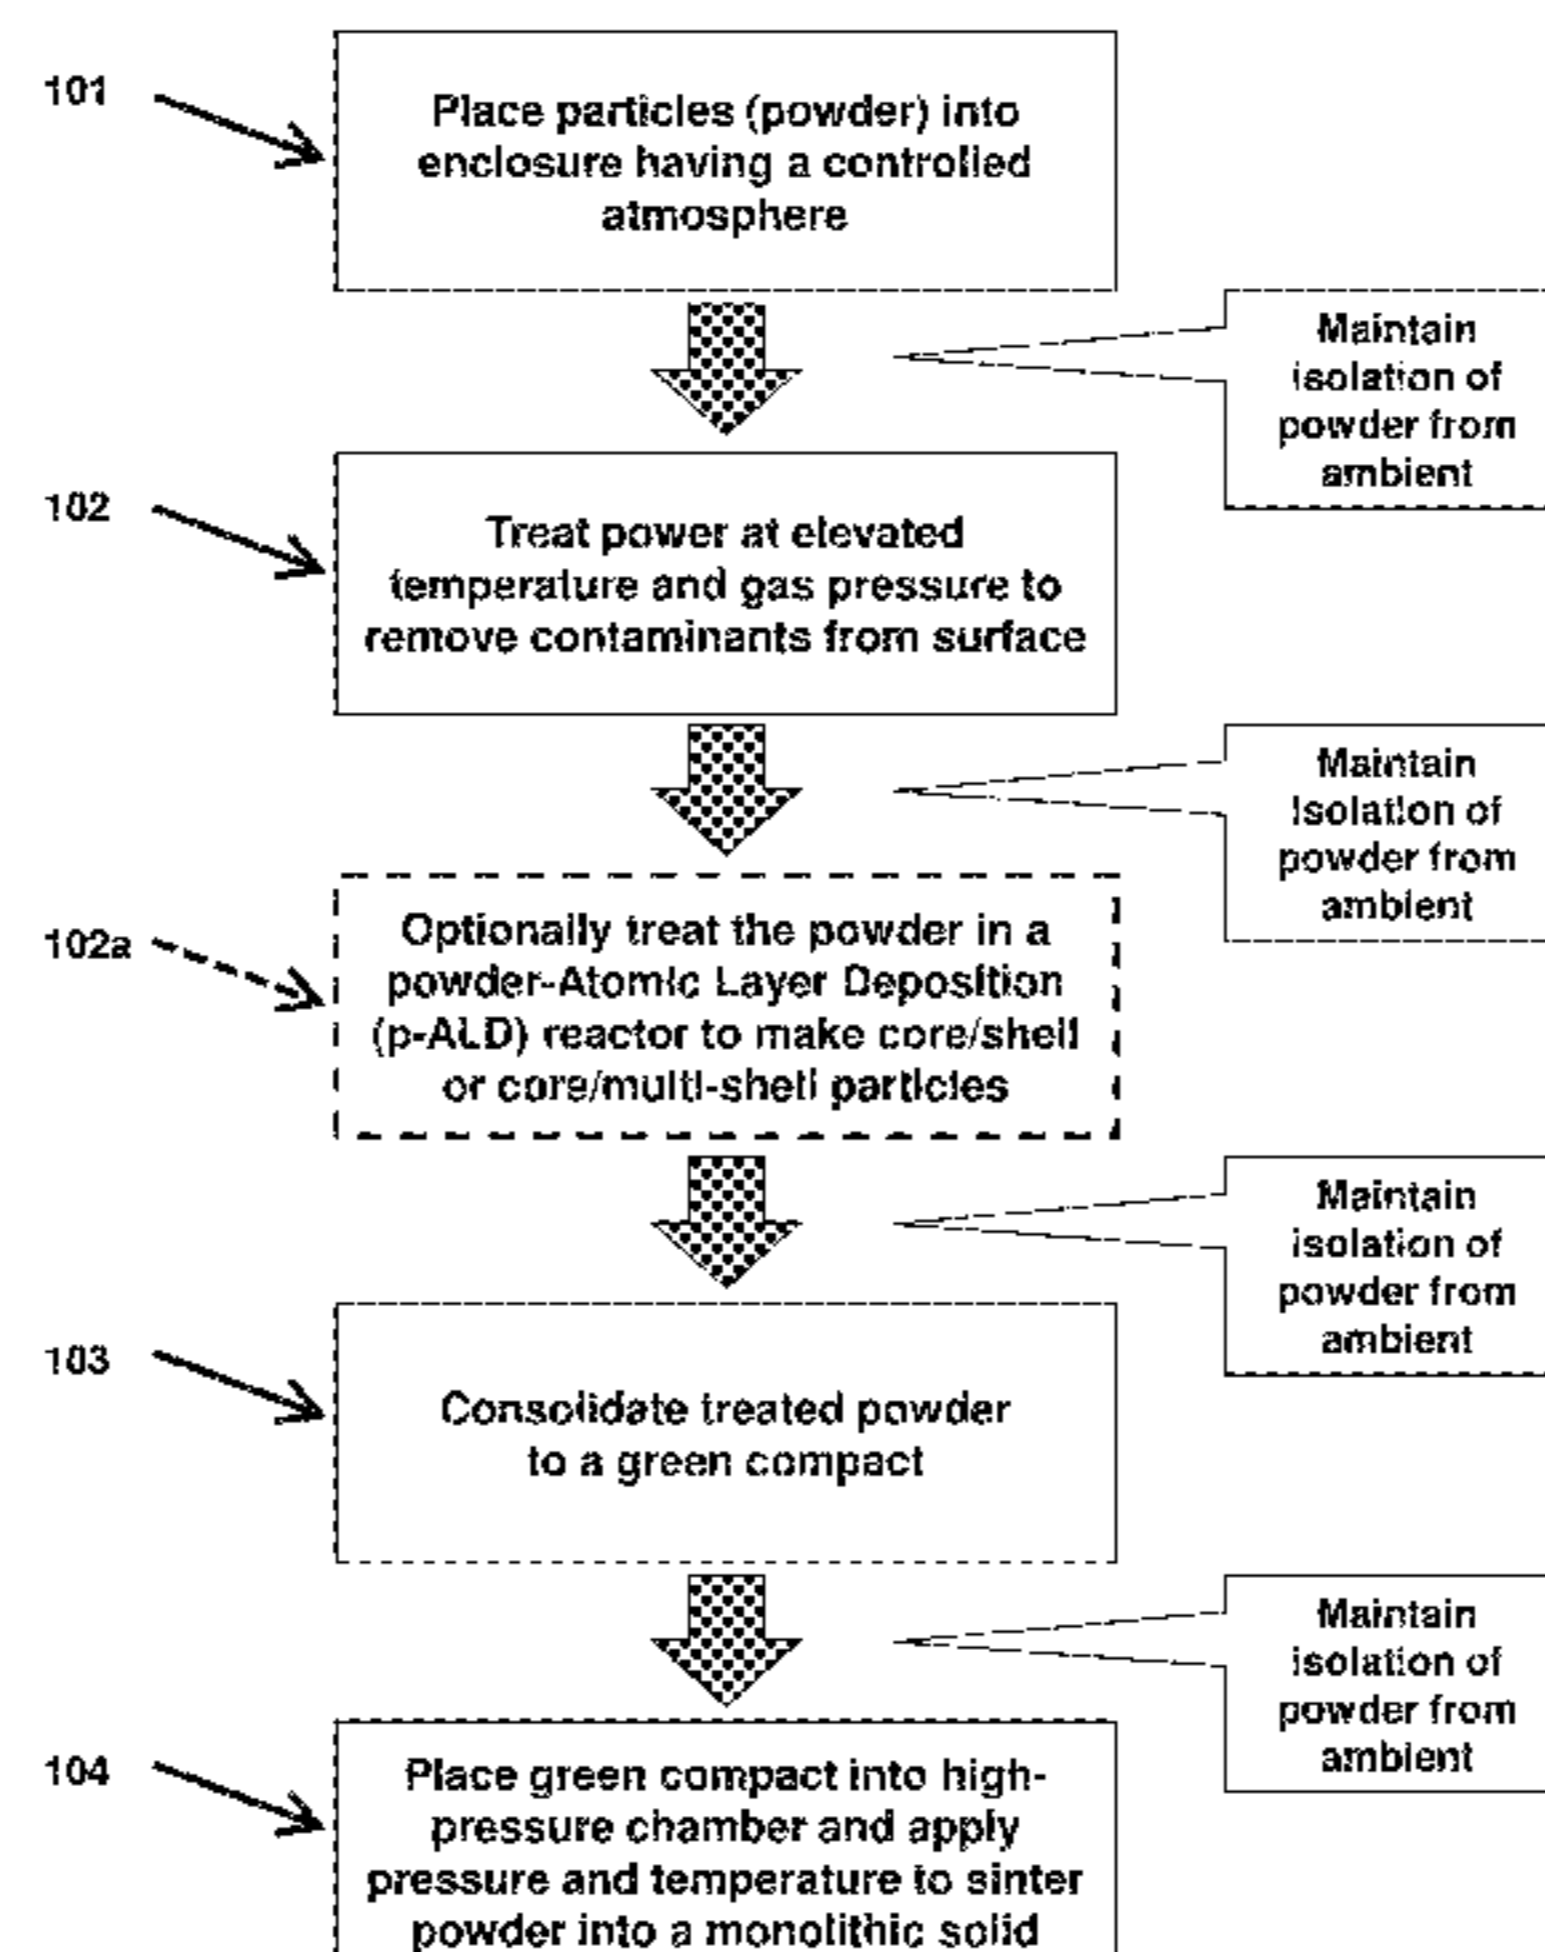 101
Place particles (powder) into
enclosure having a controlled
atmosphere
Maintain
isolation of
powder from
ambient
102
Treat power at elevated
temperature and gas pressure to
remove contaminants from surface
Maintain
isolation of
powder from
ambient
102a
Optionally treat the powder in a
powder-Atomic Layer Deposition
(p-ALD) reactor to make core/shell
or core/multi-shell particles
Maintain
isolation of
powder from
ambient
103
Consolidate treated powder
to a green compact
Maintain
isolation of
powder from
ambient
104
Place green compact into high-
pressure chamber and apply
pressure and temperature to sinter
powder into a monolithic solid